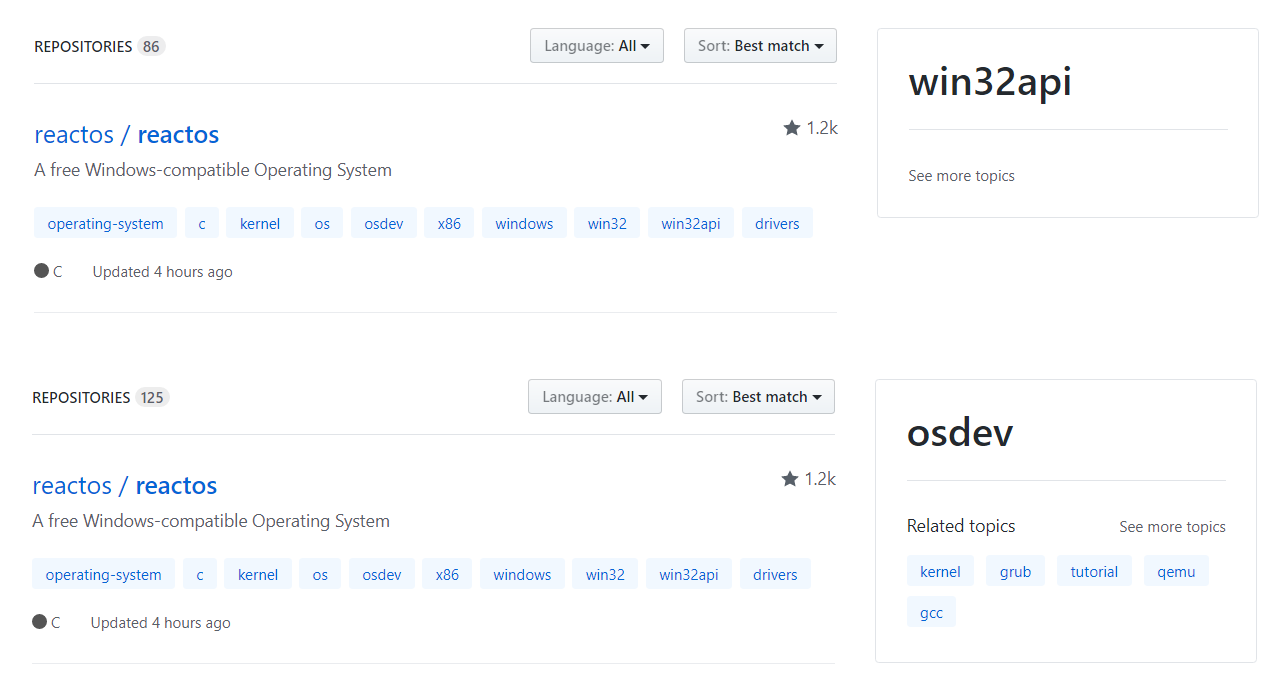 REPOSITORIES 86 Language: All Sort: Best match
win32api
reactos / reactos 1.2k
A free Windows-compatible Operating System
See more topics
operating-system c kernel os osdev x86 windows win32 win32api drivers
C Updated 4 hours ago
REPOSITORIES 125 Language: All Sort: Best match
osdev
reactos / reactos 1.2k
A free Windows-compatible Operating System
Related topics See more topics
operating-system c kernel os osdev x86 windows win32 win32api drivers
kernel grub tutorial qemu
gcc
C Updated 4 hours ago